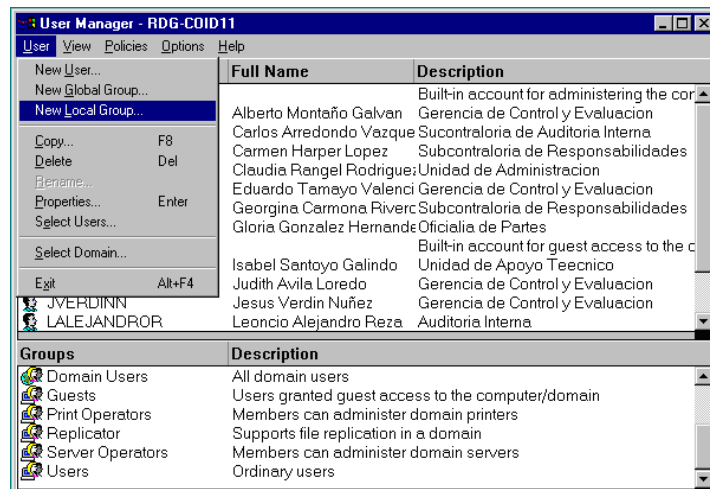 User Manager - RDG-COID11
User View Policies Options Help
New User...
New Global Group...
New Local Group...
Copy... F8
Delete Del
Rename...
Properties... Enter
Select Users...
Select Domain...
Exit Alt+F4
Full Name Description
Built-in account for administering the cor
Alberto Montaño Galvan Gerencia de Control y Evaluacion
Carlos Arredondo Vazque Sucontraloria de Auditoria Interna
Carmen Harper Lopez Subcontraloria de Responsabilidades
Claudia Rangel Rodrigue Unidad de Administracion
Eduardo Tamayo Valenci Gerencia de Control y Evaluacion
Georgina Carmona Riverc Subcontraloria de Responsabilidades
Gloria Gonzalez Hernande Oficialia de Partes
Built-in account for guest access to the c
Isabel Santoyo Galindo Unidad de Apoyo Teecnico
Judith Avila Loredo Gerencia de Control y Evaluacion
JVERDINN Jesus Verdin Nuñez Gerencia de Control y Evaluacion
LALEJANDROR Leoncio Alejandro Reza Auditoria Interna
Groups Description
Domain Users All domain users
Guests Users granted guest access to the computer/domain
Print Operators Members can administer domain printers
Replicator Supports file replication in a domain
Server Operators Members can administer domain servers
Users Ordinary users